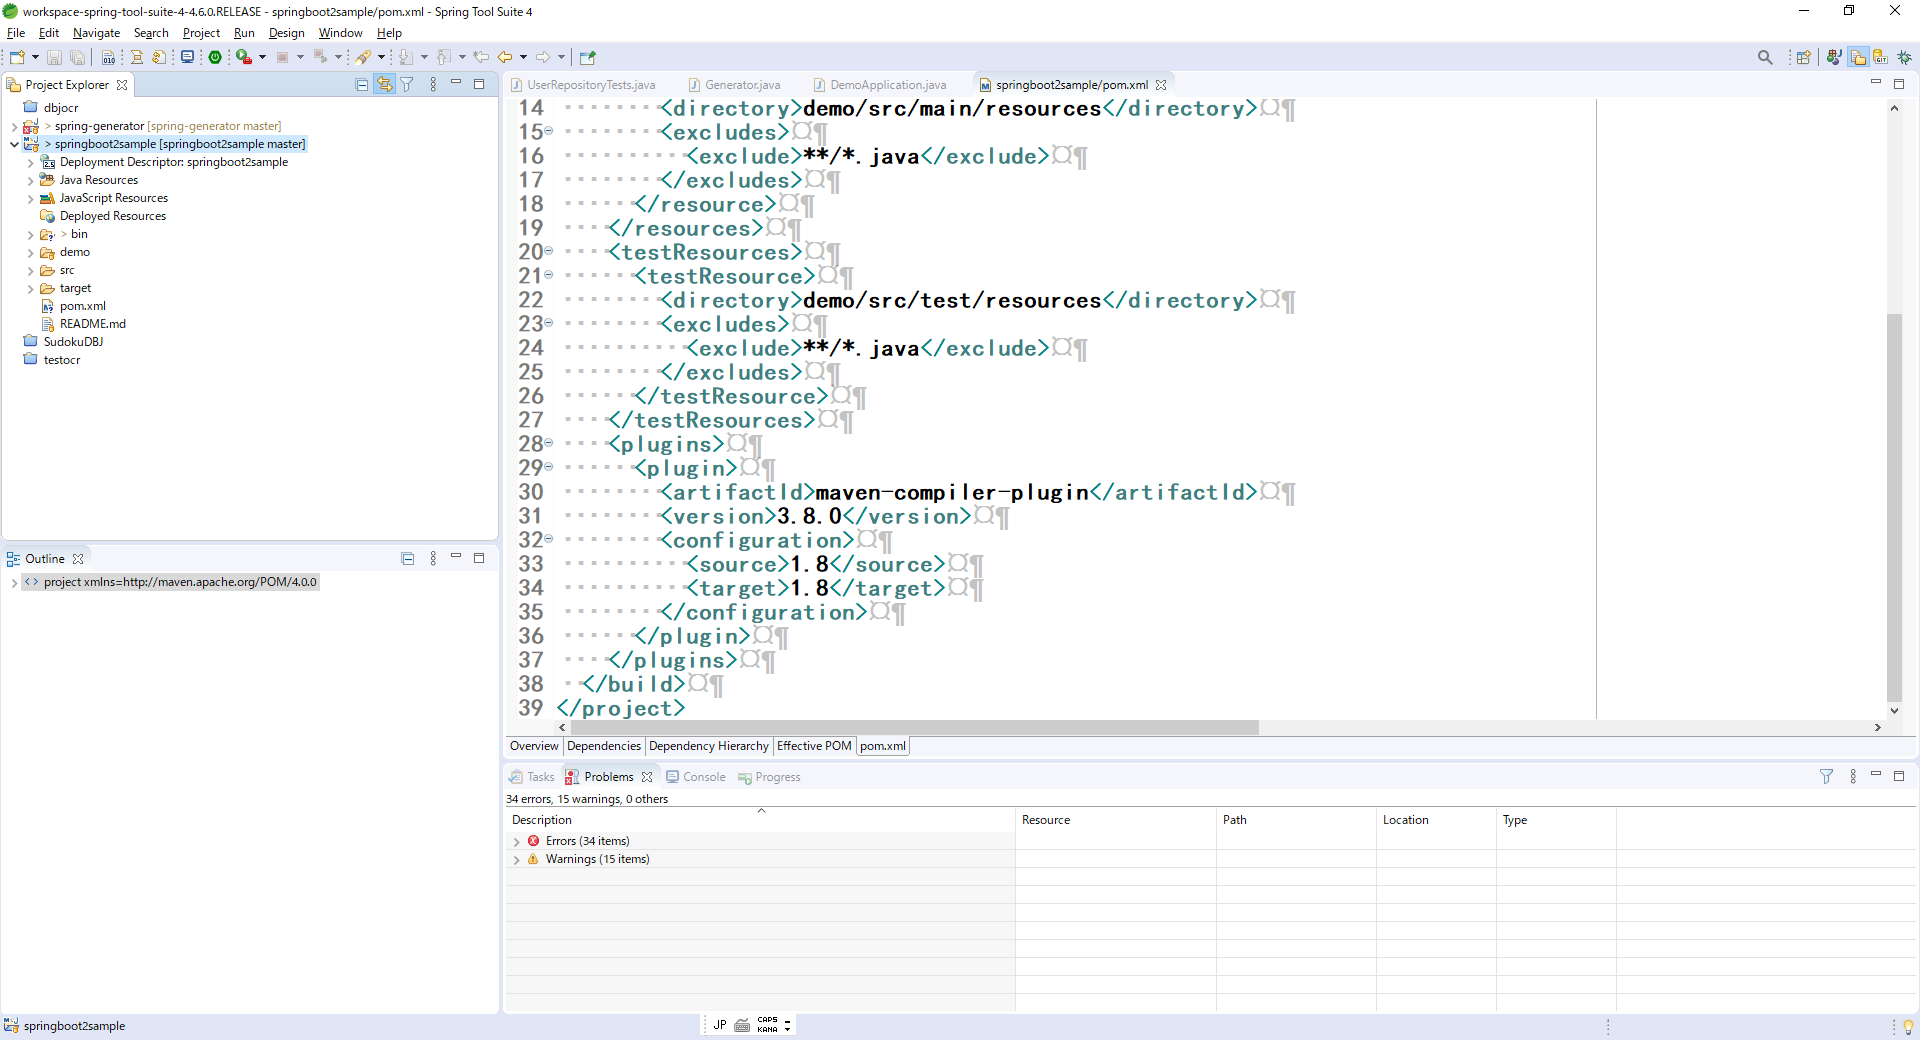 workspace-spring-tool-suite-4-4.6.0.RELEASE - springboot2sample/pom.xml - Spring Tool Suite 4
File Edit Navigate Search Project Run Design Window Help
Project Explorer
dbjocr
> spring-generator [spring-generator master]
> springboot2sample [springboot2sample master]
Deployment Descriptor: springboot2sample
Java Resources
JavaScript Resources
Deployed Resources
> bin
demo
src
target
pom.xml
README.md
SudokuDBJ
testocr
Outline
project xmlns=http://maven.apache.org/POM/4.0.0
UserRepositoryTests.java Generator.java DemoApplication.java springboot2sample/pom.xml
14 <directory>demo/src/main/resources</directory>¤¶
15 <excludes>¤¶
16 <exclude>**/*.java</exclude>¤¶
17 </excludes>¤¶
18 </resource>¤¶
19 </resources>¤¶
20 <testResources>¤¶
21 <testResource>¤¶
22 <directory>demo/src/test/resources</directory>¤¶
23 <excludes>¤¶
24 <exclude>**/*.java</exclude>¤¶
25 </excludes>¤¶
26 </testResource>¤¶
27 </testResources>¤¶
28 <plugins>¤¶
29 <plugin>¤¶
30 <artifactId>maven-compiler-plugin</artifactId>¤¶
31 <version>3.8.0</version>¤¶
32 <configuration>¤¶
33 <source>1.8</source>¤¶
34 <target>1.8</target>¤¶
35 </configuration>¤¶
36 </plugin>¤¶
37 </plugins>¤¶
38 </build>¤¶
39 </project>
Overview Dependencies Dependency Hierarchy Effective POM pom.xml
Tasks Problems Console Progress
34 errors, 15 warnings, 0 others
Description Resource Path Location Type
Errors (34 items)
Warnings (15 items)
springboot2sample
JP CAPS
KANA